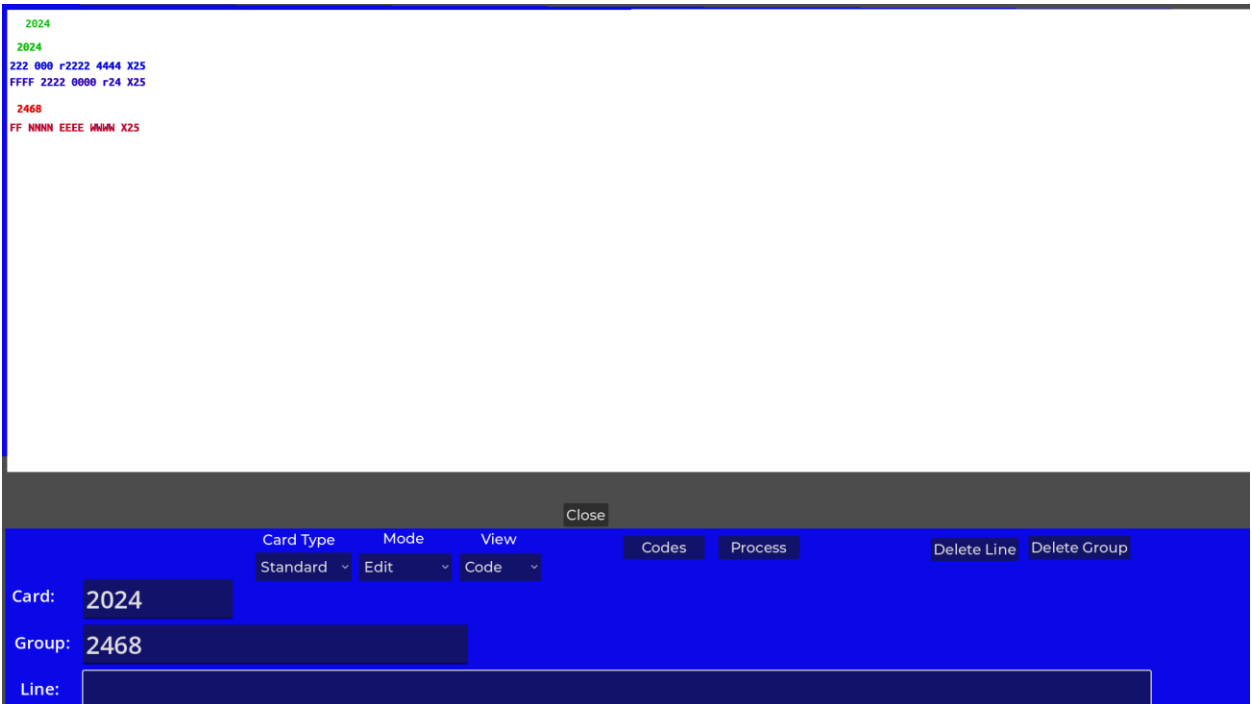 2024
2024
222 000 r2222 4444 X25
FFFF 2222 0000 r24 X25
2468
FF NNNN EEEE WWWW X25
Close
Card Type Mode View
Codes Process Delete Line Delete Group
Standard Edit Code
Card: 2024
Group: 2468
Line: